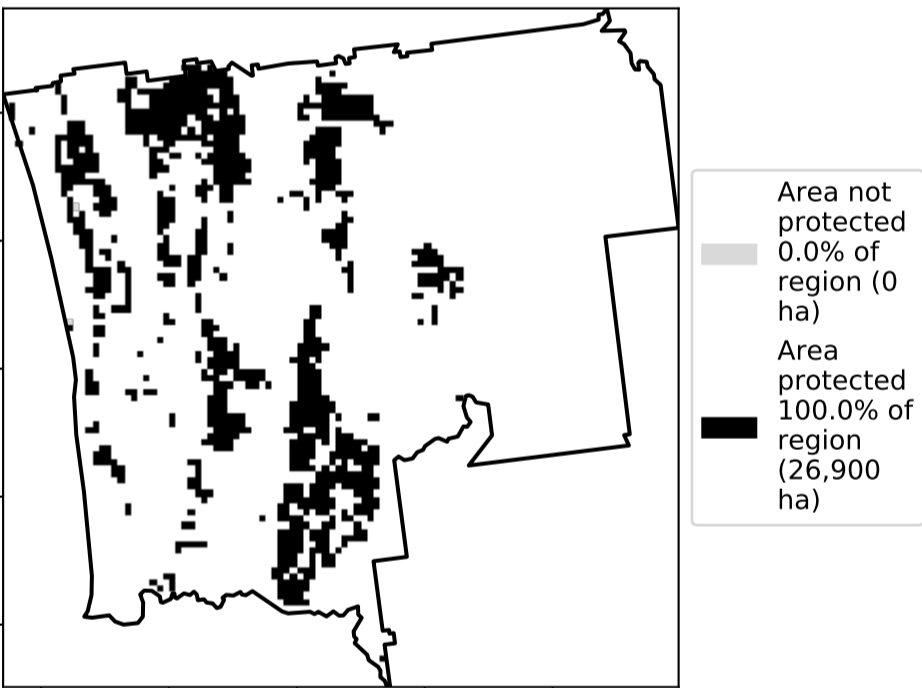 Area not
protected
0.0% of
region (0
ha)
Area
protected
100.0% of
region
(26,900
ha)